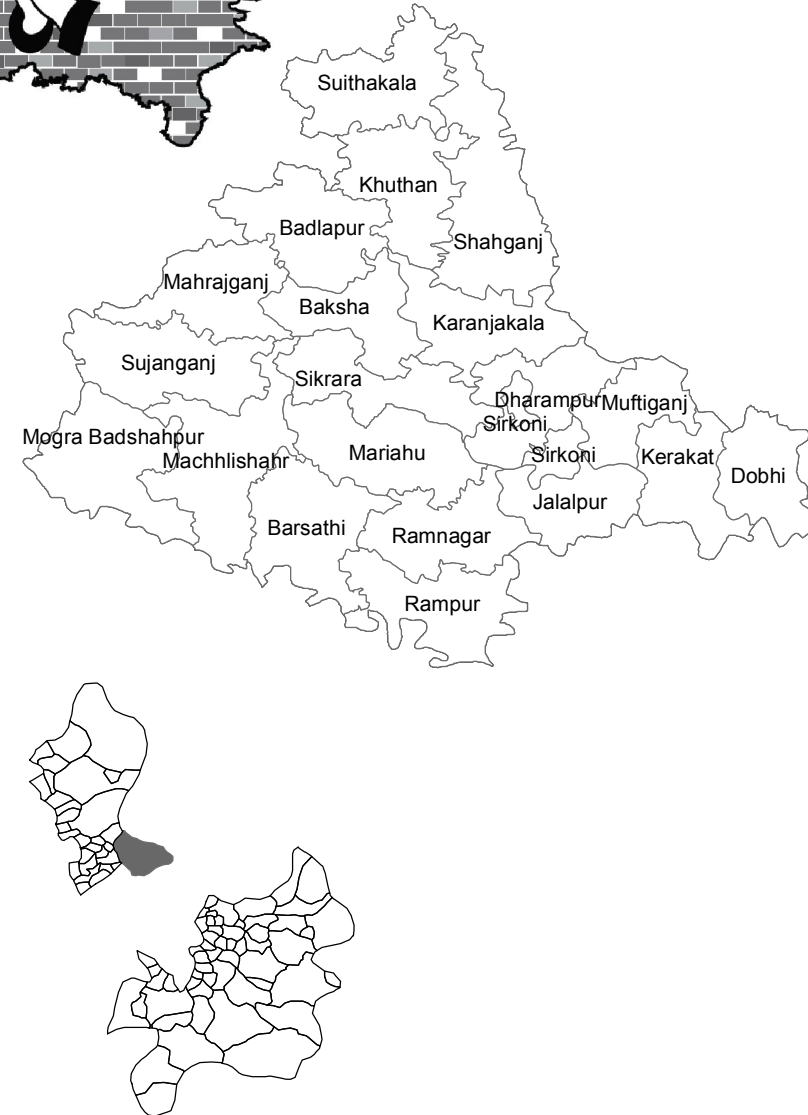 Suithakala
Khuthan
Badlapur
Shahganj
Mahrajganj
Baksha
Karanjakala
Sujanganj
Sikrara
Dharampur
Muftiganj
Sirkoni
Mogra Badshahpur
Machhlishahr
Mariahu
Sirkoni
Kerakat
Dobhi
Jalalpur
Barsathi
Ramnagar
Rampur